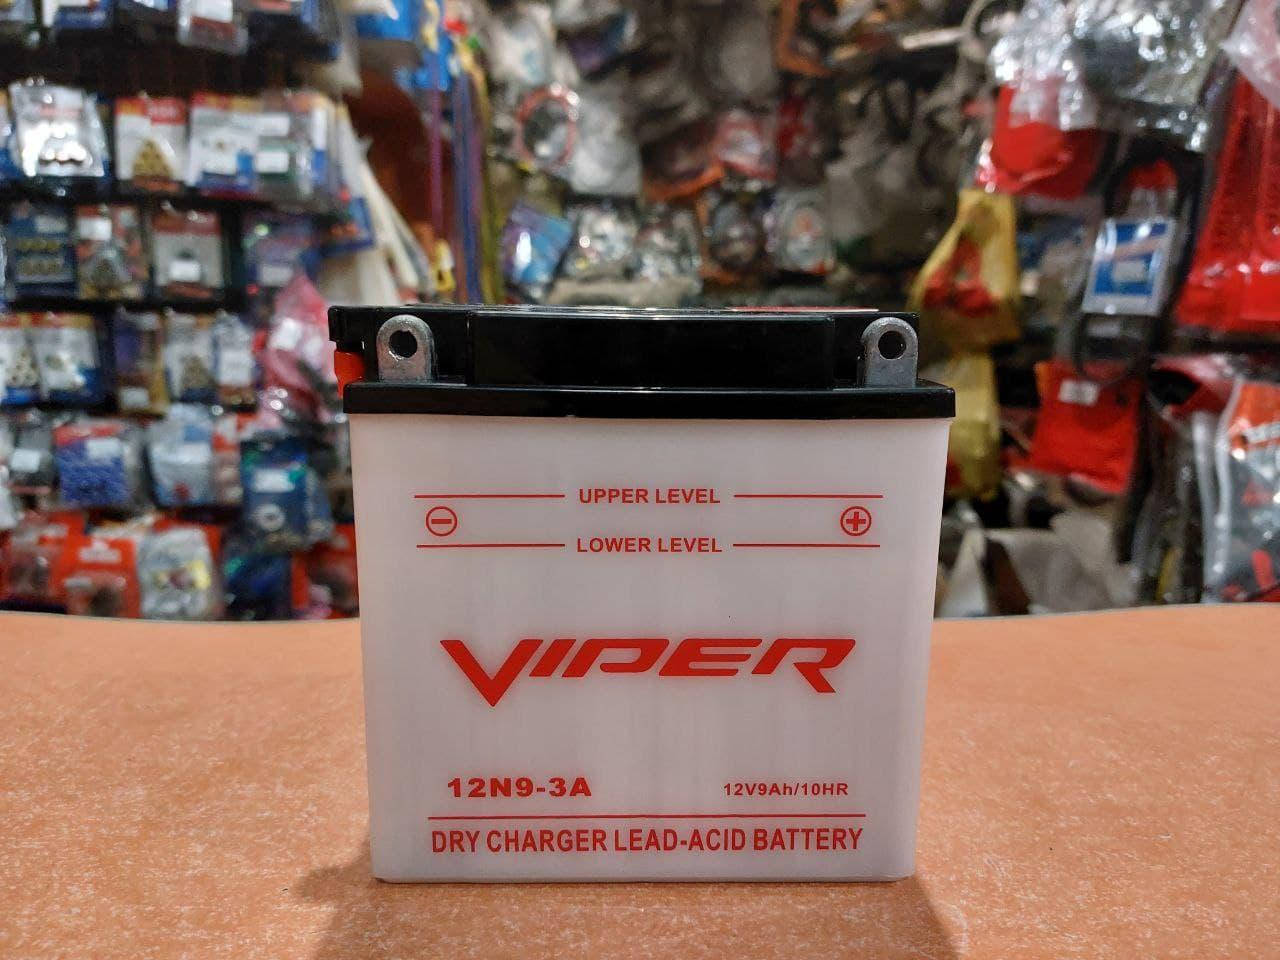 UPPER LEVEL
LOWER LEVEL
VIPER
12N9-3A 12V9Ah/10HR
DRY CHARGER LEAD-ACID BATTERY